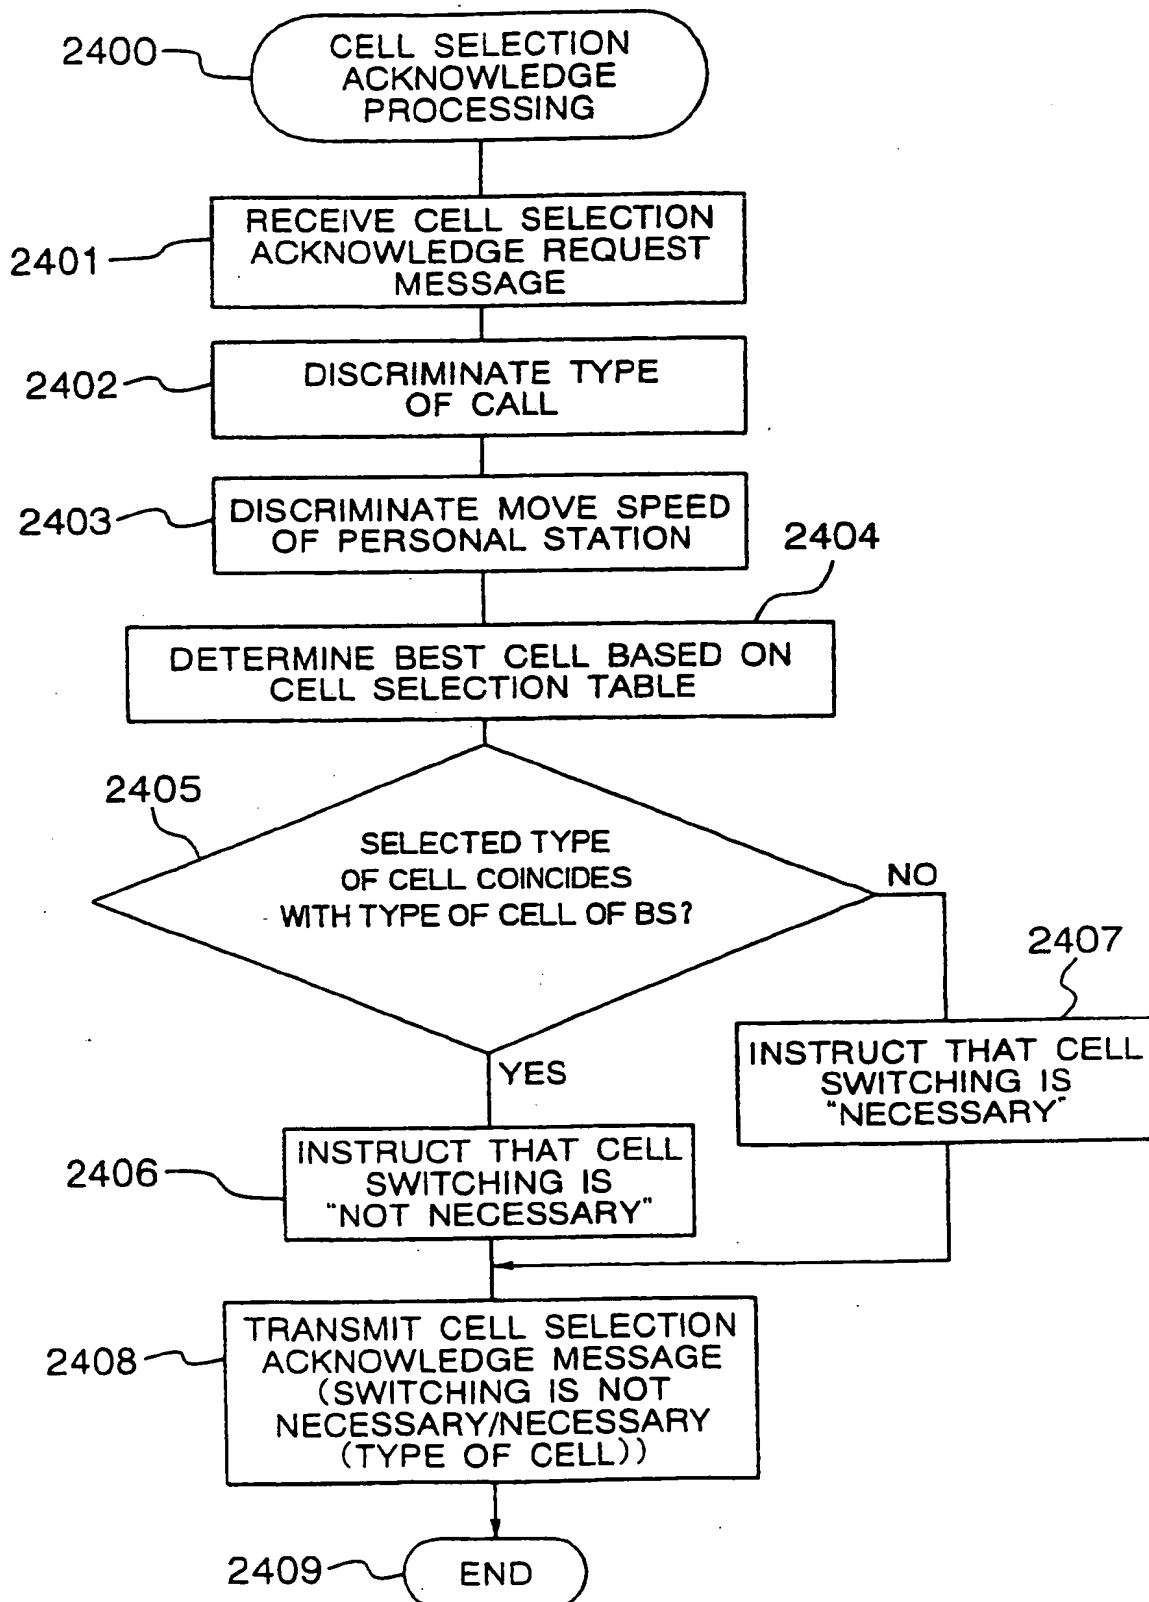 2400
CELL SELECTION
ACKNOWLEDGE
PROCESSING
2401
RECEIVE CELL SELECTION
ACKNOWLEDGE REQUEST
MESSAGE
2402
DISCRIMINATE TYPE
OF CALL
2403
DISCRIMINATE MOVE SPEED
OF PERSONAL STATION
2404
DETERMINE BEST CELL BASED ON
CELL SELECTION TABLE
2405
SELECTED TYPE
OF CELL COINCIDES
WITH TYPE OF CELL OF BS?
NO
2407
INSTRUCT THAT CELL
SWITCHING IS
"NECESSARY"
YES
2406
INSTRUCT THAT CELL
SWITCHING IS
"NOT NECESSARY"
2408
TRANSMIT CELL SELECTION
ACKNOWLEDGE MESSAGE
(SWITCHING IS NOT
NECESSARY/NECESSARY
(TYPE OF CELL))
2409
END